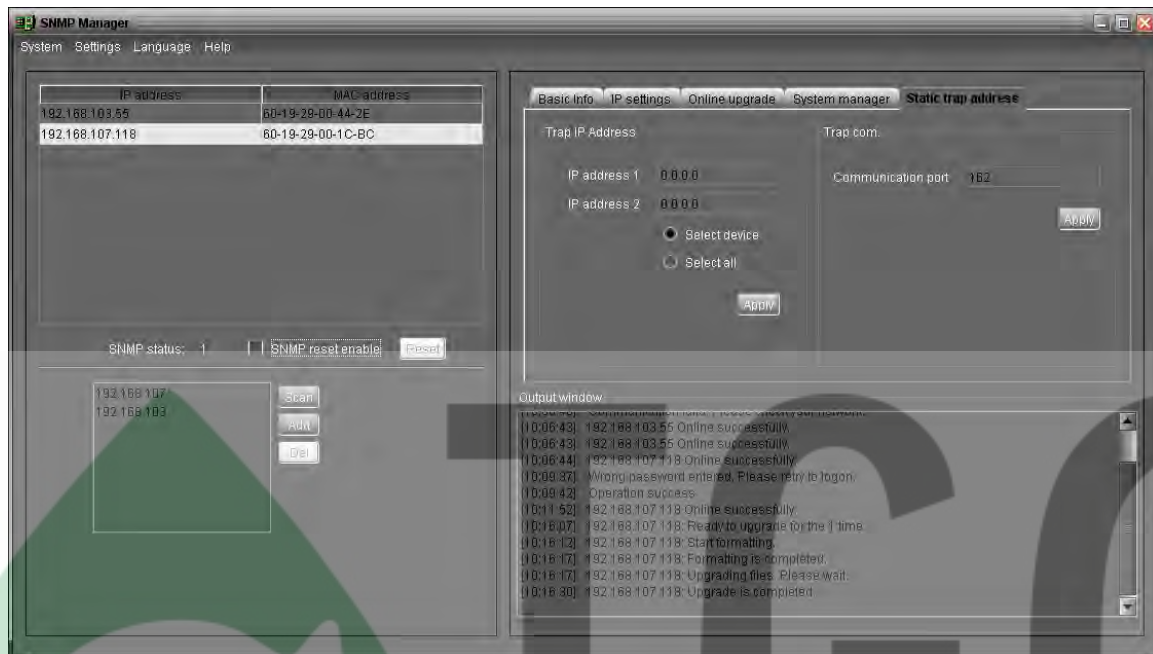 SNMP Manager
System Settings Language Help
IP address MAC address
192.168.103.55 60-19-29-00-44-2E
192.168.107.118 60-19-29-00-1C-BC
SNMP status: 1 SNMP reset enable Reset
192.168.107
192.168.103
Scan
Add
Del
Basic Info IP settings Online upgrade System manager Static trap address
Trap IP Address
IP address 1 0.0.0.0
IP address 2 0.0.0.0
Select device
Select all
Apply
Trap com.
Communication port 162
Apply
Output window
Communication fails. Please check your network.
[10:06:43]: 192.168.103.55 Online successfully.
[10:06:43]: 192.168.103.55 Online successfully.
[10:06:44]: 192.168.107.118 Online successfully.
[10:09:37]: Wrong password entered, Please retry to logon.
[10:09:42]: Operation success
[10:11:52]: 192.168.107.118 Online successfully.
[10:16:07]: 192.168.107.118: Ready to upgrade for the 1 time.
[10:16:12]: 192.168.107.118: Start formatting.
[10:16:17]: 192.168.107.118: Formatting is completed.
[10:16:17]: 192.168.107.118: Upgrading files. Please wait.
[10:16:30]: 192.168.107.118: Upgrade is completed